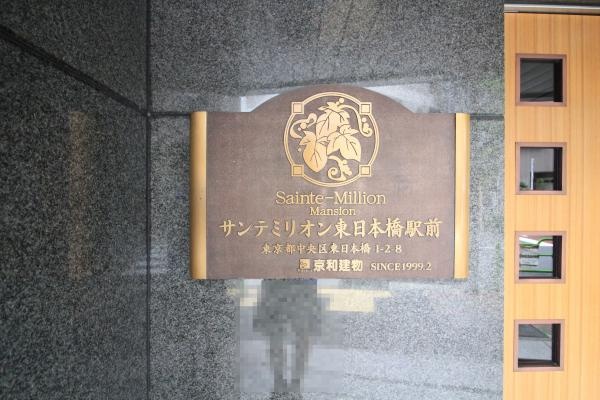 Sainte-Million
Mansion
サンテミリオン東日本橋駅前
東京都中央区東日本橋 1-2-8
京和建物 SINCE1999.2